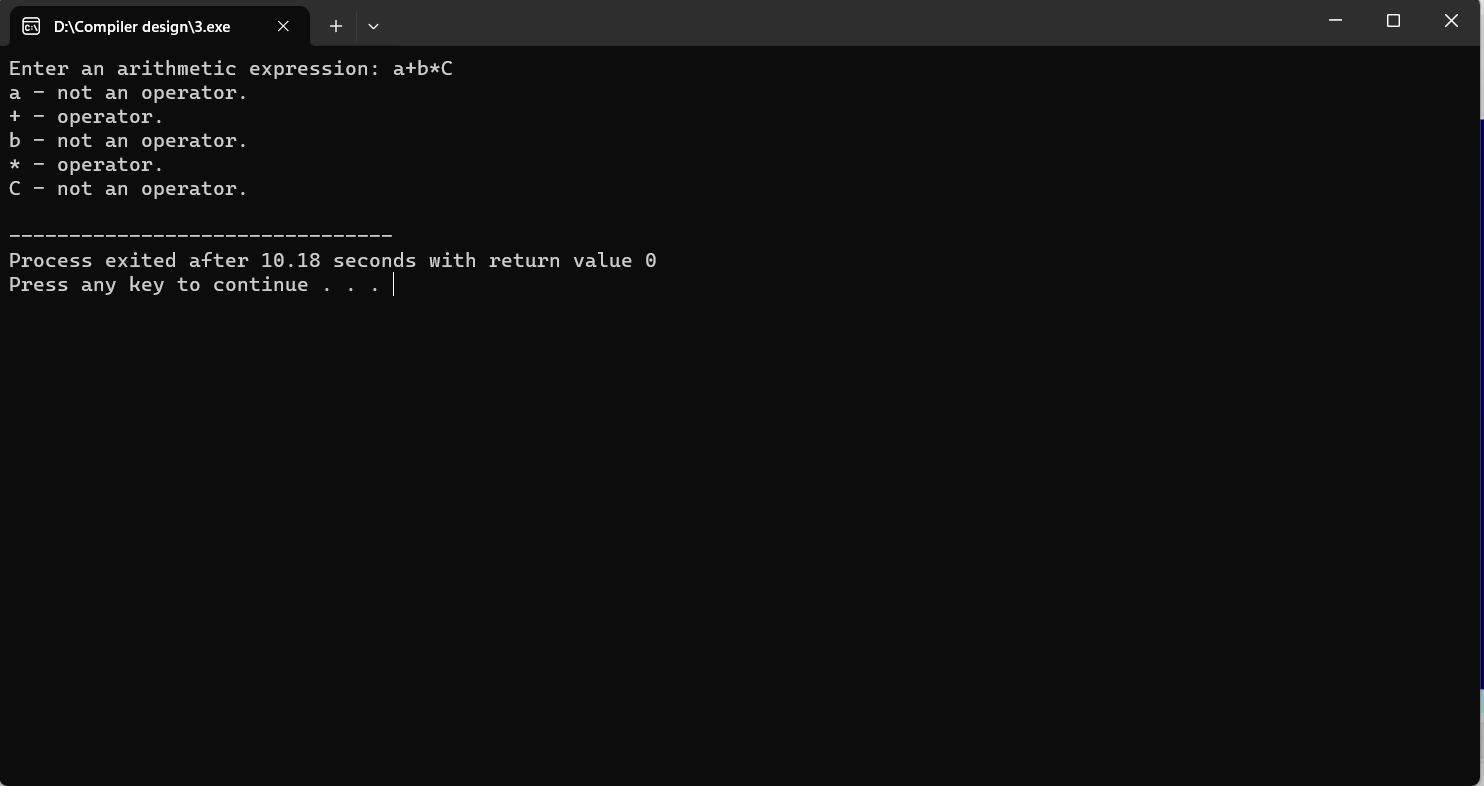 D:\Compiler design\3.exe
Enter an arithmetic expression: a+b*C
a - not an operator.
+ - operator.
b - not an operator.
* - operator.
C - not an operator.
--------------------------------
Process exited after 10.18 seconds with return value 0
Press any key to continue . . .